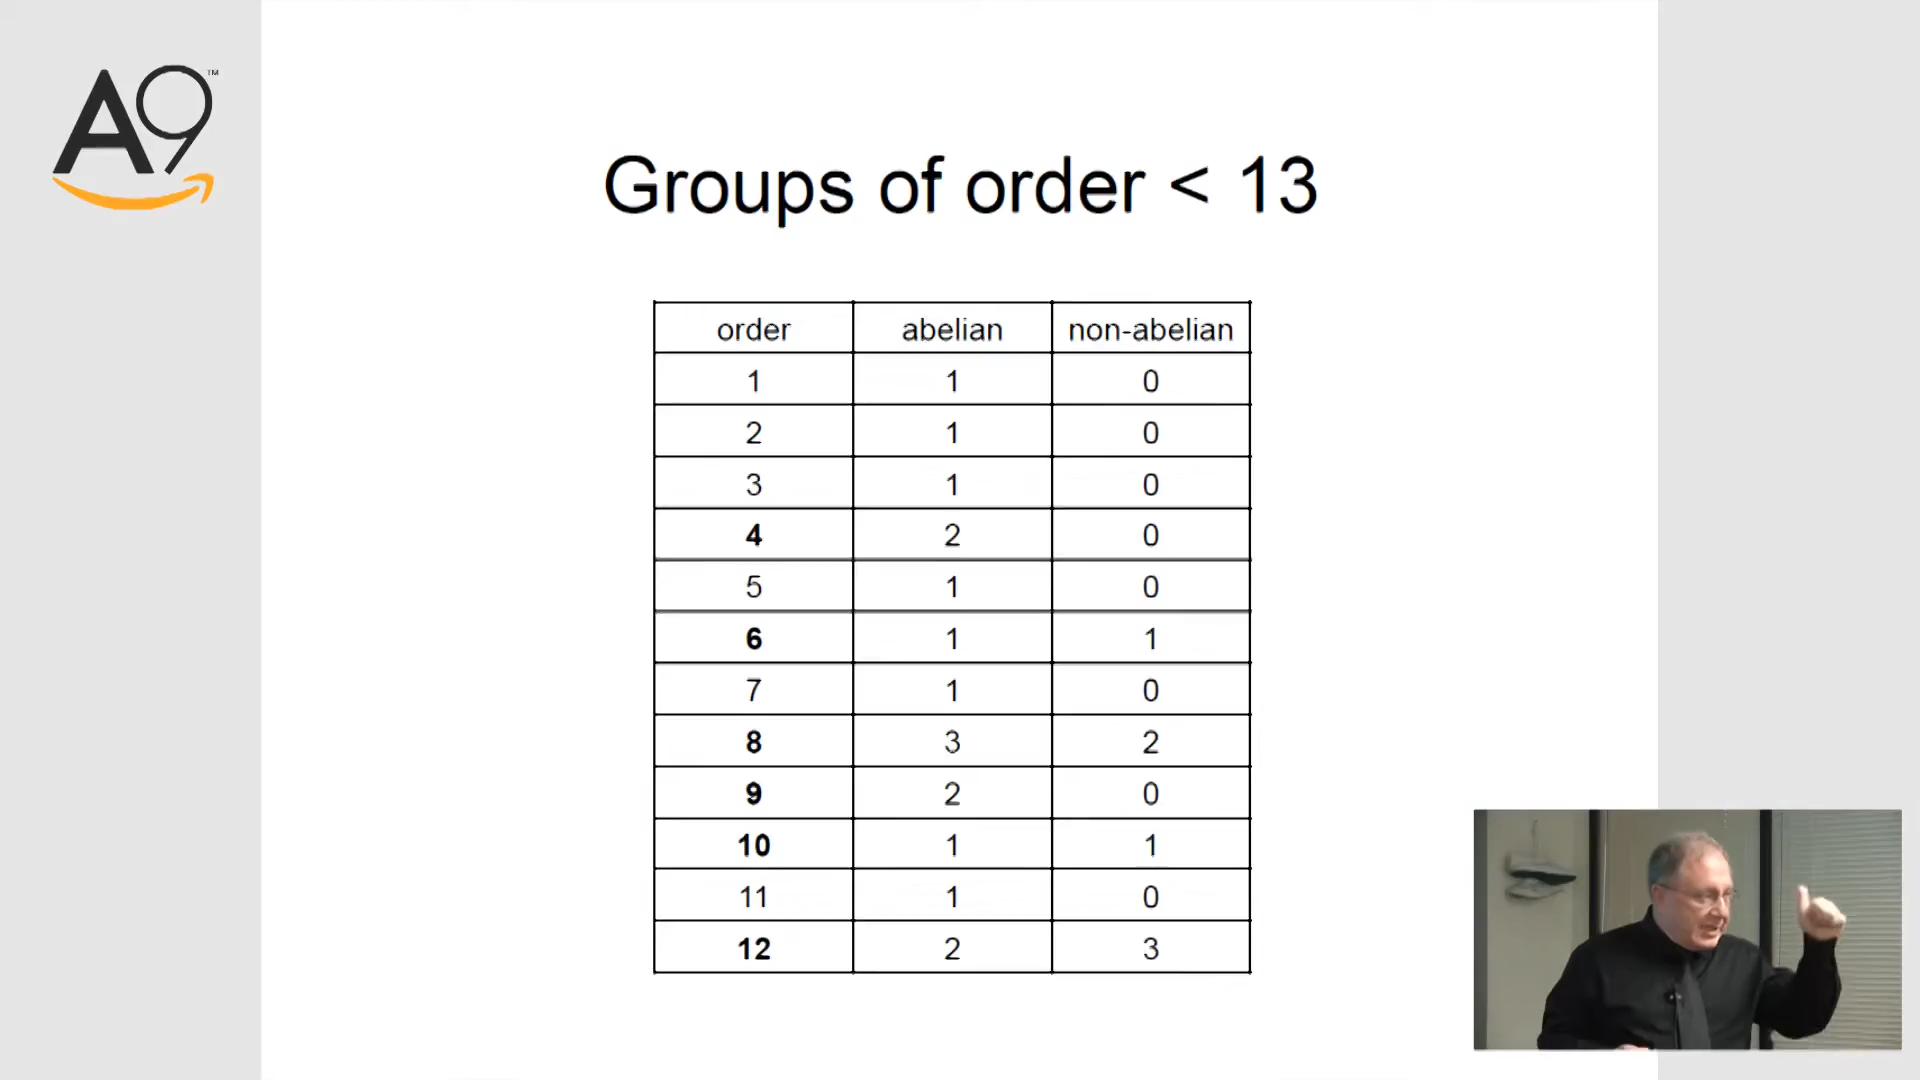 A9™
Groups of order < 13
order abelian non-abelian
1 1 0
2 1 0
3 1 0
4 2 0
5 1 0
6 1 1
7 1 0
8 3 2
9 2 0
10 1 1
11 1 0
12 2 3